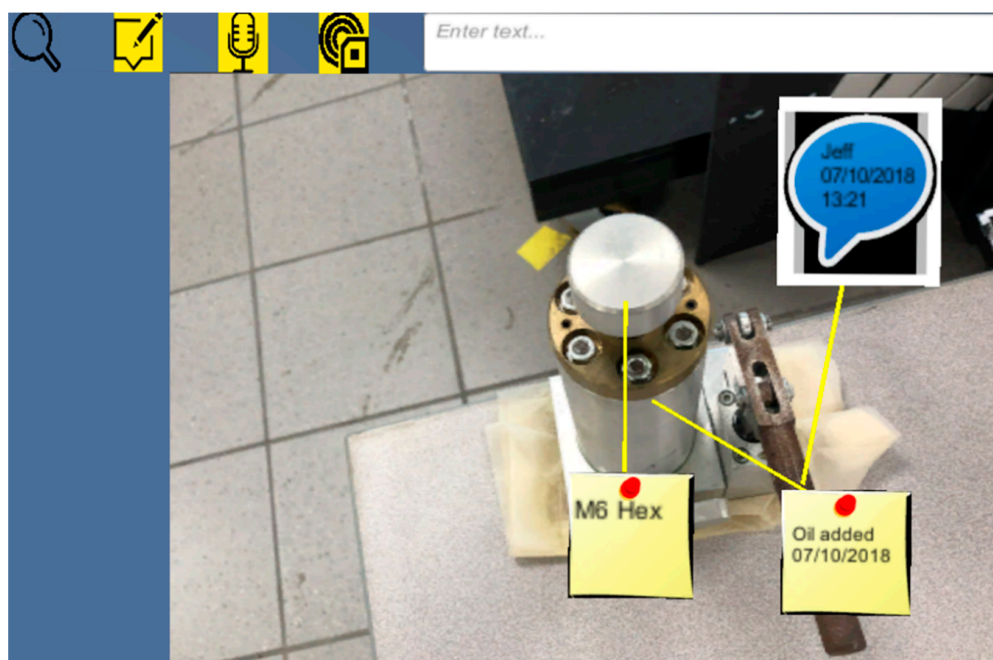 Enter text...
Jeff
07/10/2018
13:21
M6 Hex
Oil added
07/10/2018